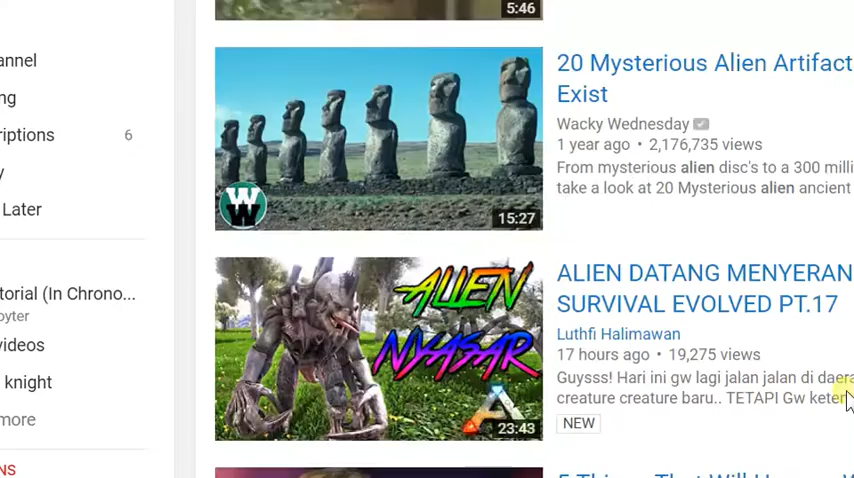 5:46
20 Mysterious Alien Artifact
Exist
Wacky Wednesday
1 year ago • 2,176,735 views
From mysterious alien disc's to a 300 milli
take a look at 20 Mysterious alien ancient
W
W
15:27
annel
ng
riptions 6
y
Later
torial (In Chrono...
oyter
videos
knight
more
NS
ALIEN
NYASAR
23:43
ALIEN DATANG MENYERAN
SURVIVAL EVOLVED PT.17
Luthfi Halimawan
17 hours ago • 19,275 views
Guysss! Hari ini gw lagi jalan jalan di daera
creature creature baru.. TETAPI Gw keten
NEW